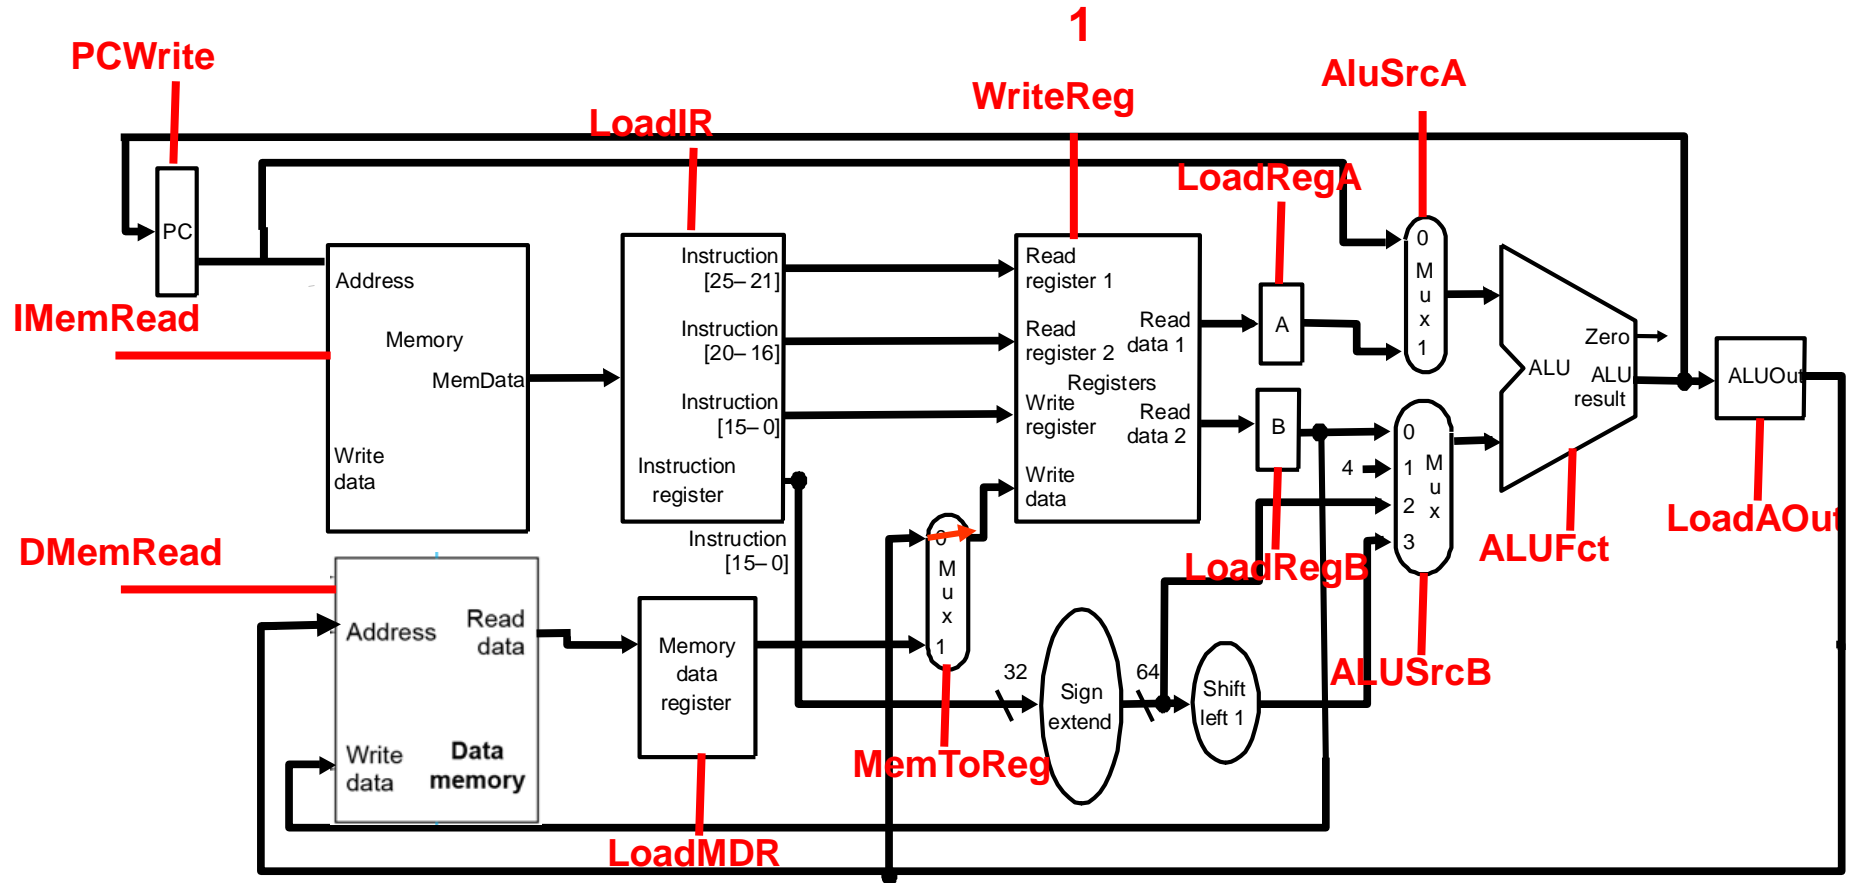 1
PCWrite
AluSrcA
WriteReg
LoadIR
LoadRegA
PC
Instruction
[25–21]
Read
register 1
0
M
u
x
1
Address
IMemRead
Memory
MemData
Instruction
[20–16]
Read
register 2
Read
data 1
A
Zero
ALU
ALU
result
ALUOut
Registers
Instruction
[15–0]
Write
register
Read
data 2
B
0
4
1
2
3
M
u
x
Write
data
Instruction
register
Write
data
LoadAOut
DMemRead
Instruction
[15–0]
0
M
u
x
1
LoadRegB
ALUFct
Address
Read
data
Memory
data
register
32
Sign
extend
64
Shift
left 1
ALUSrcB
Write
data
Data
memory
MemToReg
LoadMDR